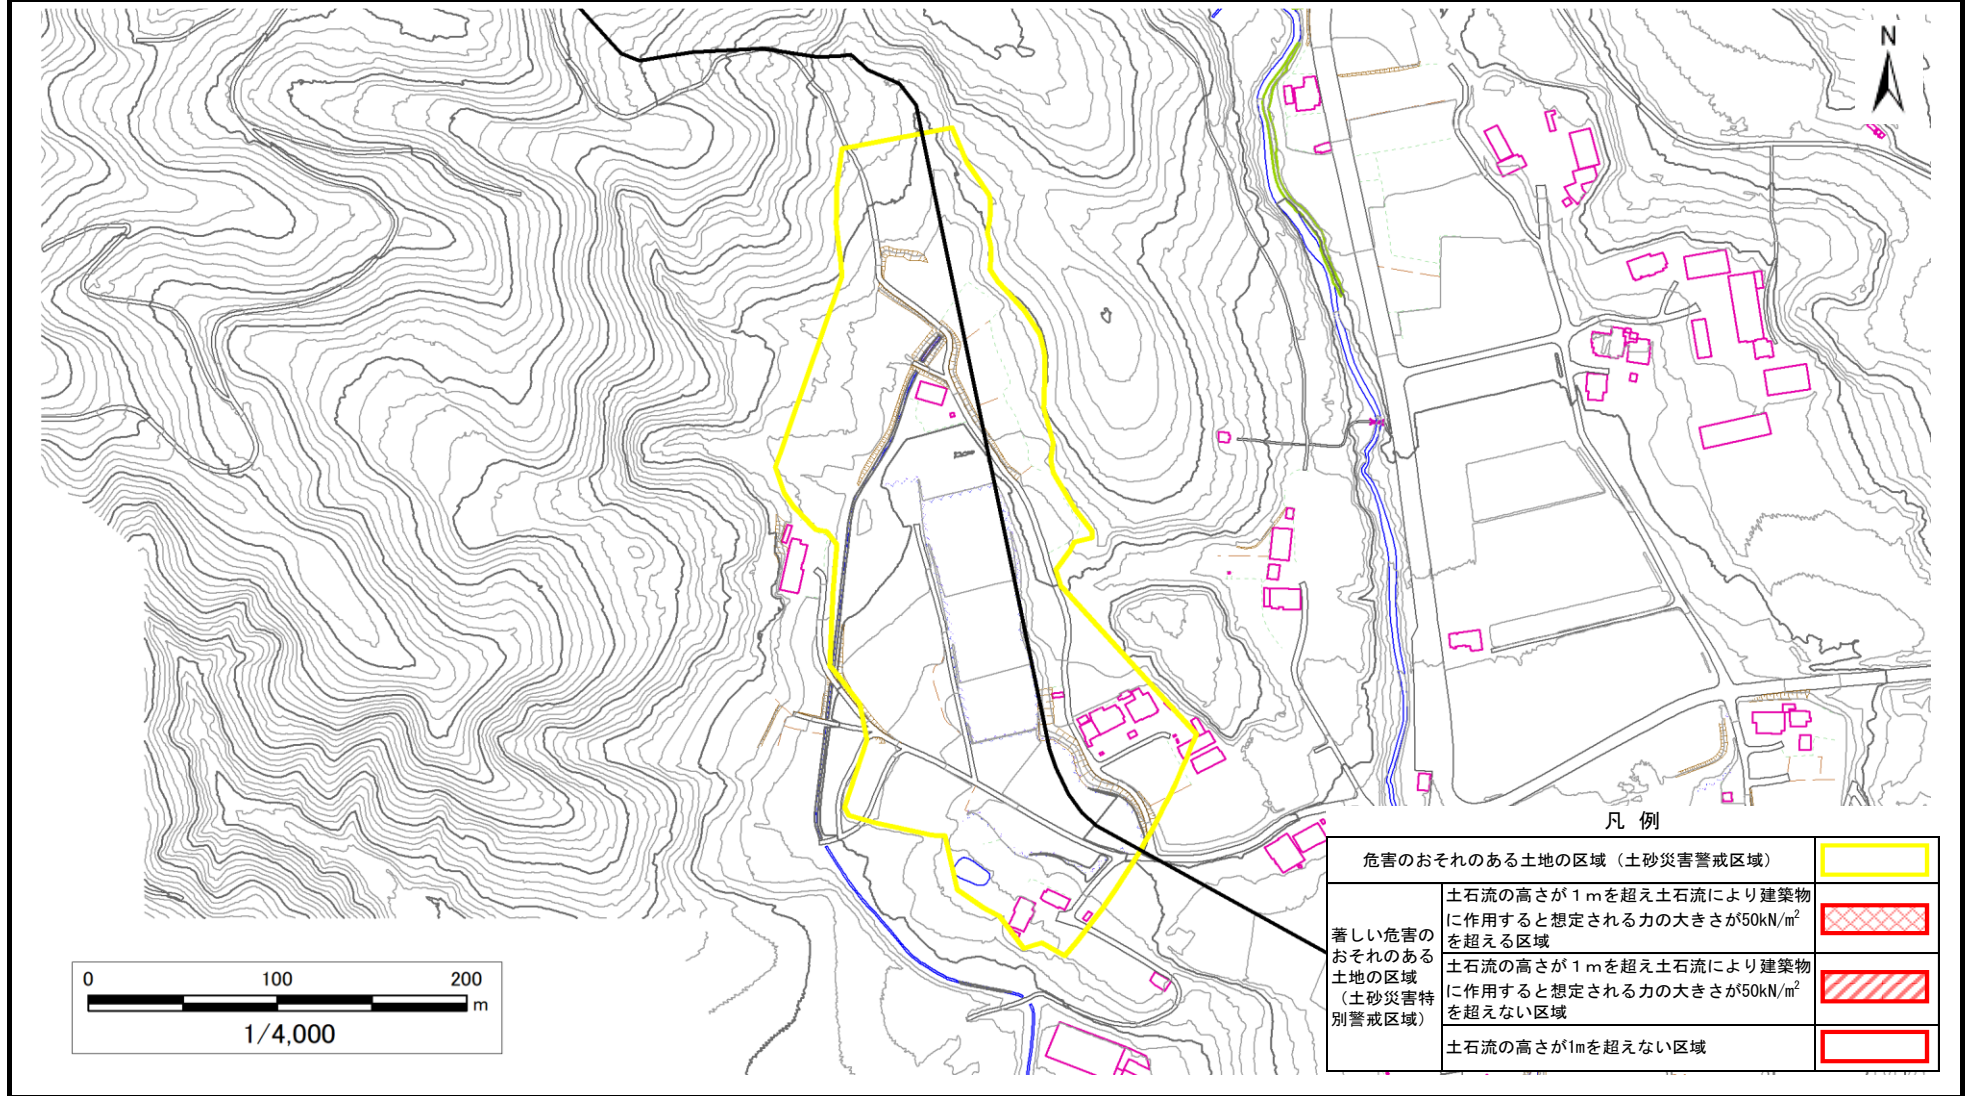 N
凡 例
危害のおそれのある土地の区域（土砂災害警戒区域）
著しい危害の
おそれのある
土地の区域
（土砂災害特
別警戒区域）
土石流の高さが１ｍを超え土石流により建築物
に作用すると想定される力の大きさが50kN/m²
を超える区域
土石流の高さが１ｍを超え土石流により建築物
に作用すると想定される力の大きさが50kN/m²
を超えない区域
土石流の高さが1mを超えない区域
0 100 200
m
1/4,000